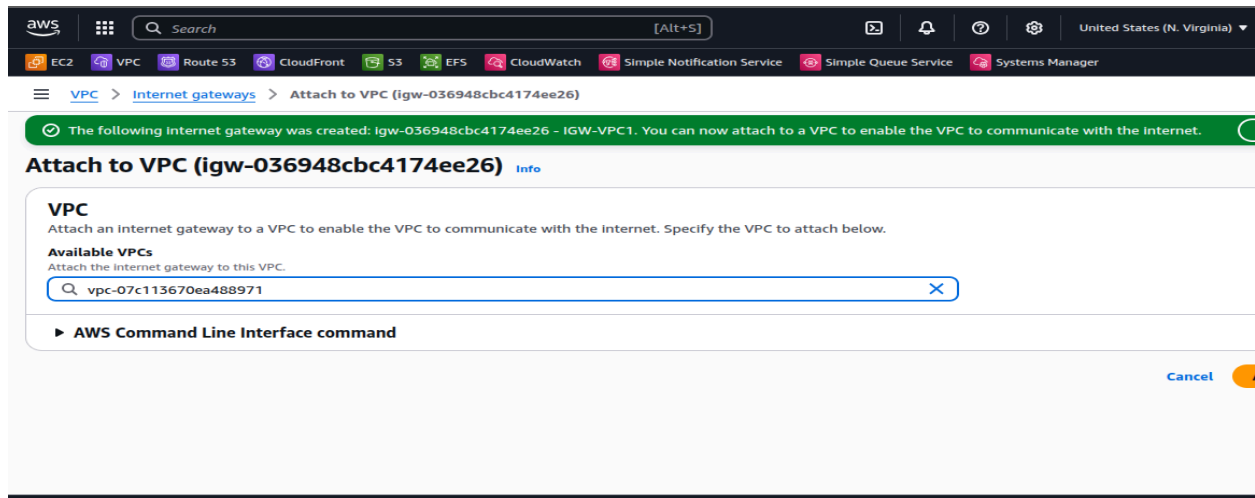 aws Search [Alt+S] United States (N. Virginia)
EC2 VPC Route 53 CloudFront S3 EFS CloudWatch Simple Notification Service Simple Queue Service Systems Manager
VPC > Internet gateways > Attach to VPC (igw-036948cbc4174ee26)
The following internet gateway was created: igw-036948cbc4174ee26 - IGW-VPC1. You can now attach to a VPC to enable the VPC to communicate with the internet.
Attach to VPC (igw-036948cbc4174ee26) Info
VPC
Attach an internet gateway to a VPC to enable the VPC to communicate with the internet. Specify the VPC to attach below.
Available VPCs
Attach the internet gateway to this VPC.
vpc-07c113670ea488971
AWS Command Line Interface command
Cancel